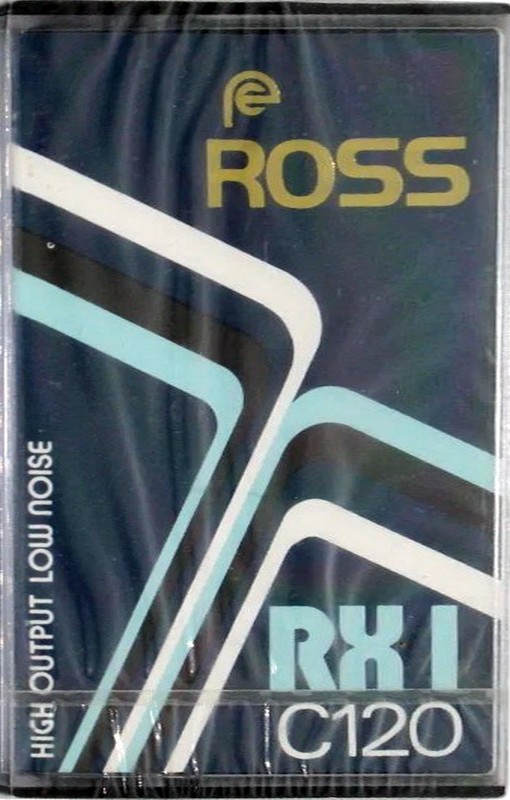 ROSS
RX I
C120
HIGH OUTPUT LOW NOISE